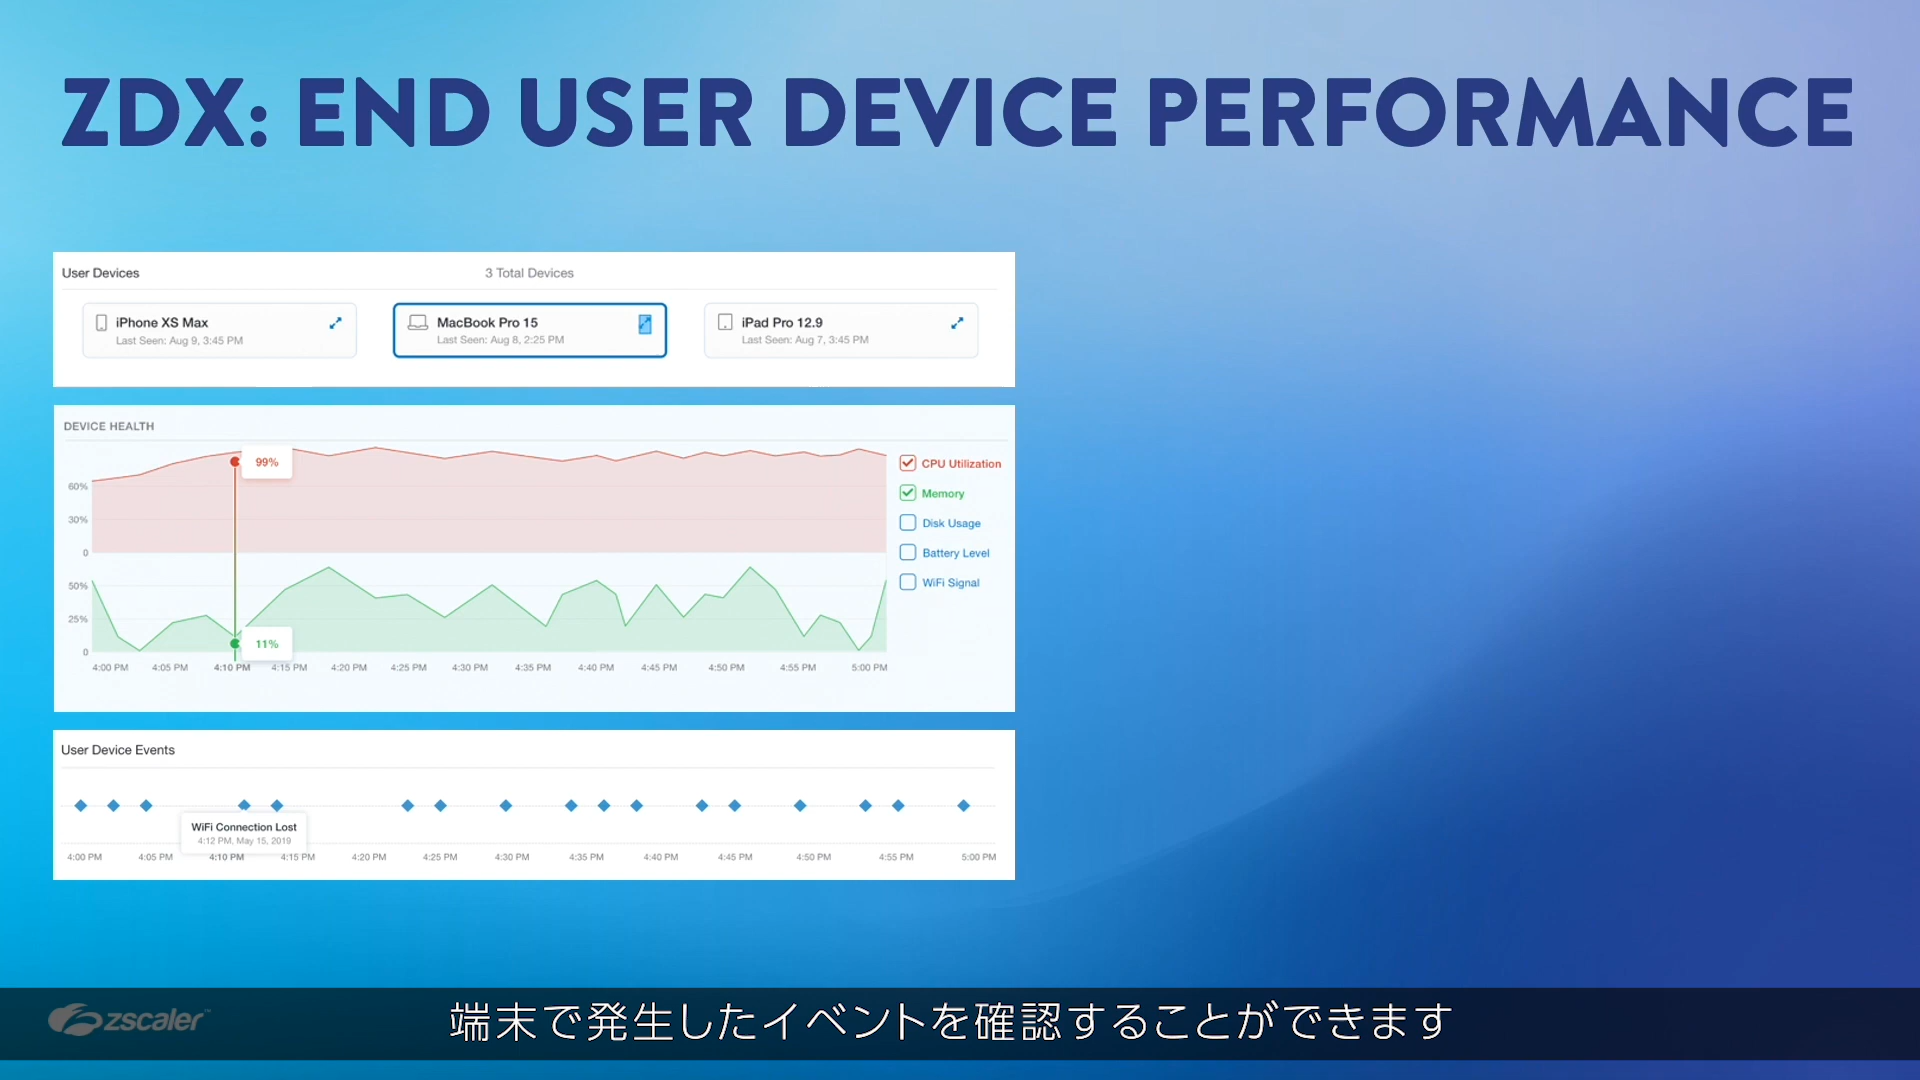 ZDX: END USER DEVICE PERFORMANCE
User Devices
3 Total Devices
iPhone XS Max
Last Seen: Aug 9, 3:45 PM
MacBook Pro 15
Last Seen: Aug 8, 2:25 PM
iPad Pro 12.9
Last Seen: Aug 7, 3:45 PM
DEVICE HEALTH
99%
60%
30%
0
50%
25%
0
11%
4:00 PM 4:05 PM 4:10 PM 4:15 PM 4:20 PM 4:25 PM 4:30 PM 4:35 PM 4:40 PM 4:45 PM 4:50 PM 4:55 PM 5:00 PM
CPU Utilization
Memory
Disk Usage
Battery Level
WiFi Signal
User Device Events
WiFi Connection Lost
4:12 PM, May 15, 2019
4:00 PM 4:05 PM 4:10 PM 4:15 PM 4:20 PM 4:25 PM 4:30 PM 4:35 PM 4:40 PM 4:45 PM 4:50 PM 4:55 PM 5:00 PM
zscaler™
端末で発生したイベントを確認することができます